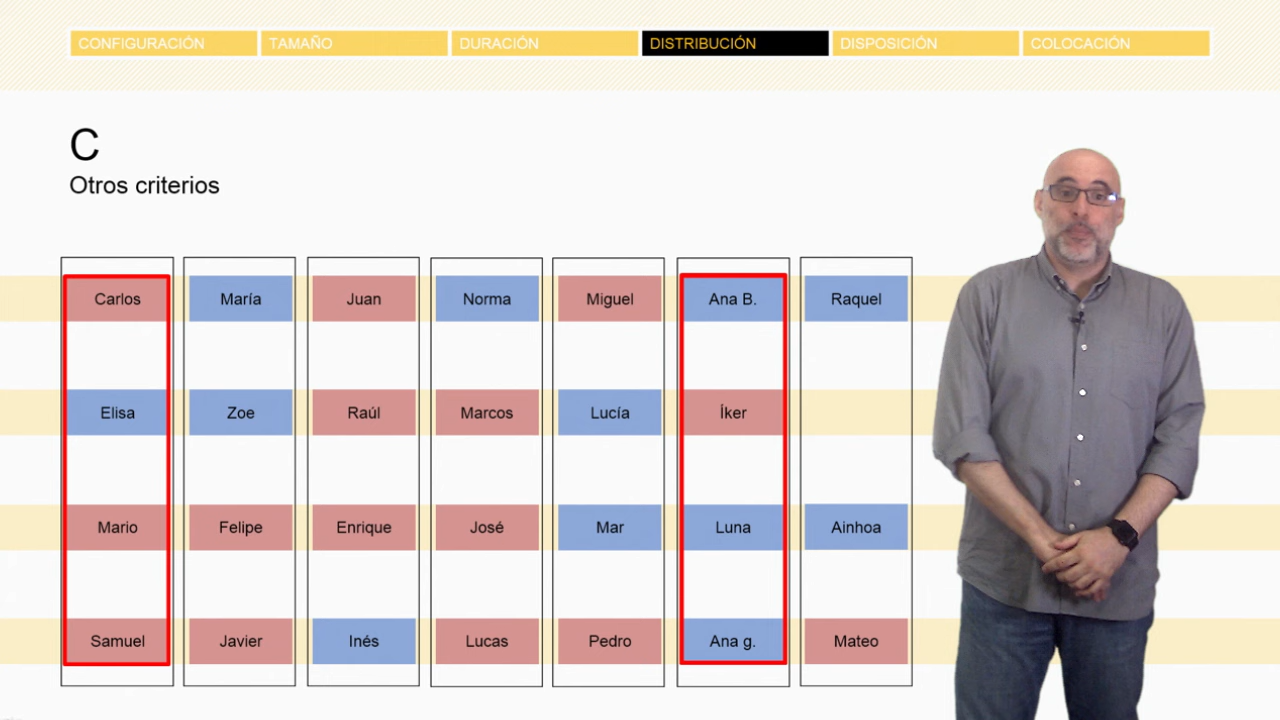 CONFIGURACIÓN TAMAÑO DURACIÓN DISTRIBUCIÓN DISPOSICIÓN COLOCACIÓN
C
Otros criterios
Carlos María Juan Norma Miguel Ana B. Raquel
Elisa Zoe Raúl Marcos Lucía Íker
Mario Felipe Enrique José Mar Luna Ainhoa
Samuel Javier Inés Lucas Pedro Ana g. Mateo